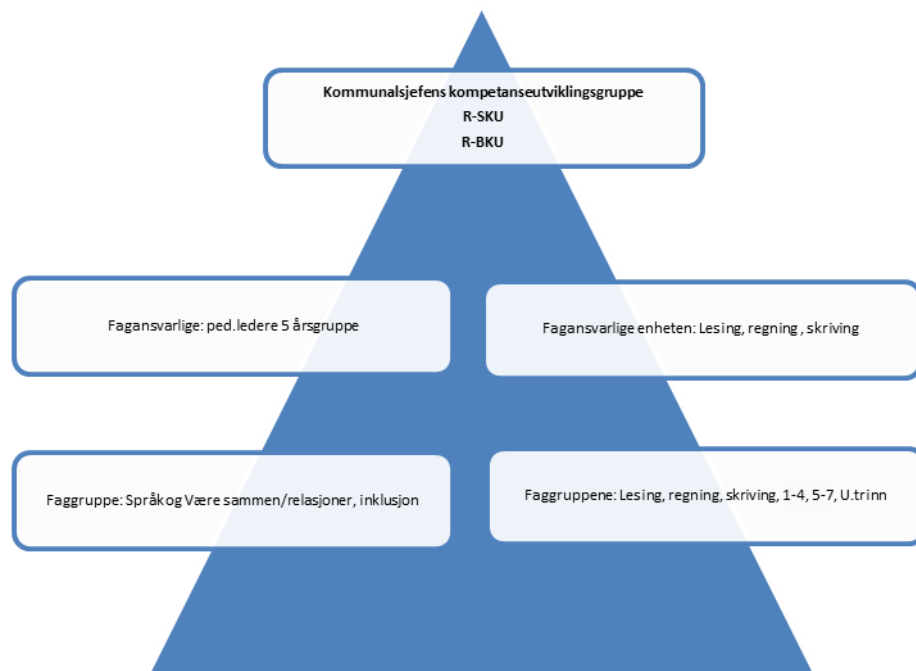 Kommunalsjefens kompetanseutviklingsgruppe
R-SKU
R-BKU
Fagansvarlige: ped.ledere 5 årsgruppe
Fagansvarlige enheten: Lesing, regning , skriving
Faggruppe: Språk og Være sammen/relasjoner, inklusjon
Faggruppene: Lesing, regning, skriving, 1-4, 5-7, U.trinn